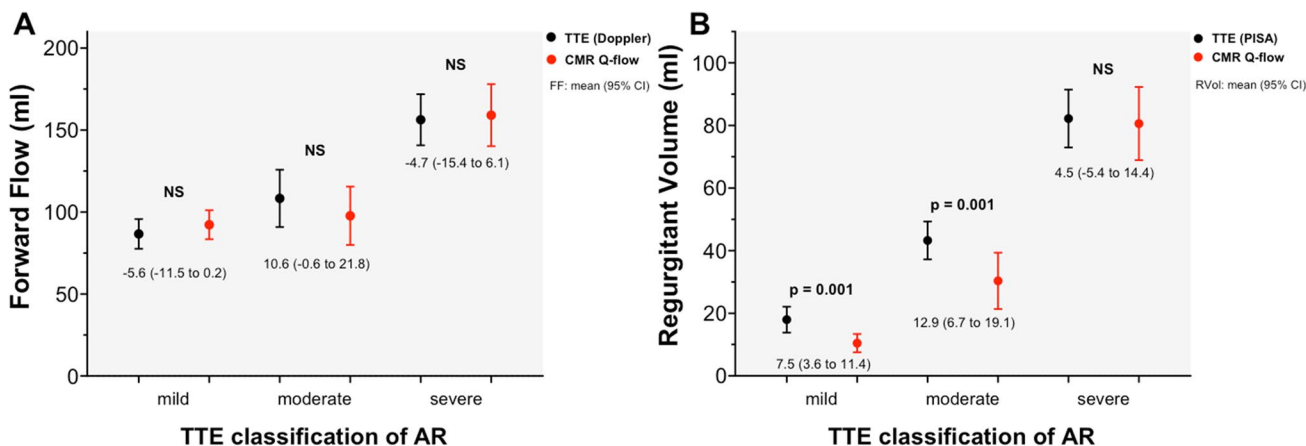 A
TTE (Doppler)
CMR Q-flow
FF: mean (95% CI)
Forward Flow (ml)
200
150
100
50
0
NS
NS
NS
-5.6 (-11.5 to 0.2)
10.6 (-0.6 to 21.8)
-4.7 (-15.4 to 6.1)
mild
moderate
severe
TTE classification of AR
B
TTE (PISA)
CMR Q-flow
RVol: mean (95% CI)
Regurgitant Volume (ml)
100
80
60
40
20
0
p = 0.001
p = 0.001
NS
7.5 (3.6 to 11.4)
12.9 (6.7 to 19.1)
4.5 (-5.4 to 14.4)
mild
moderate
severe
TTE classification of AR